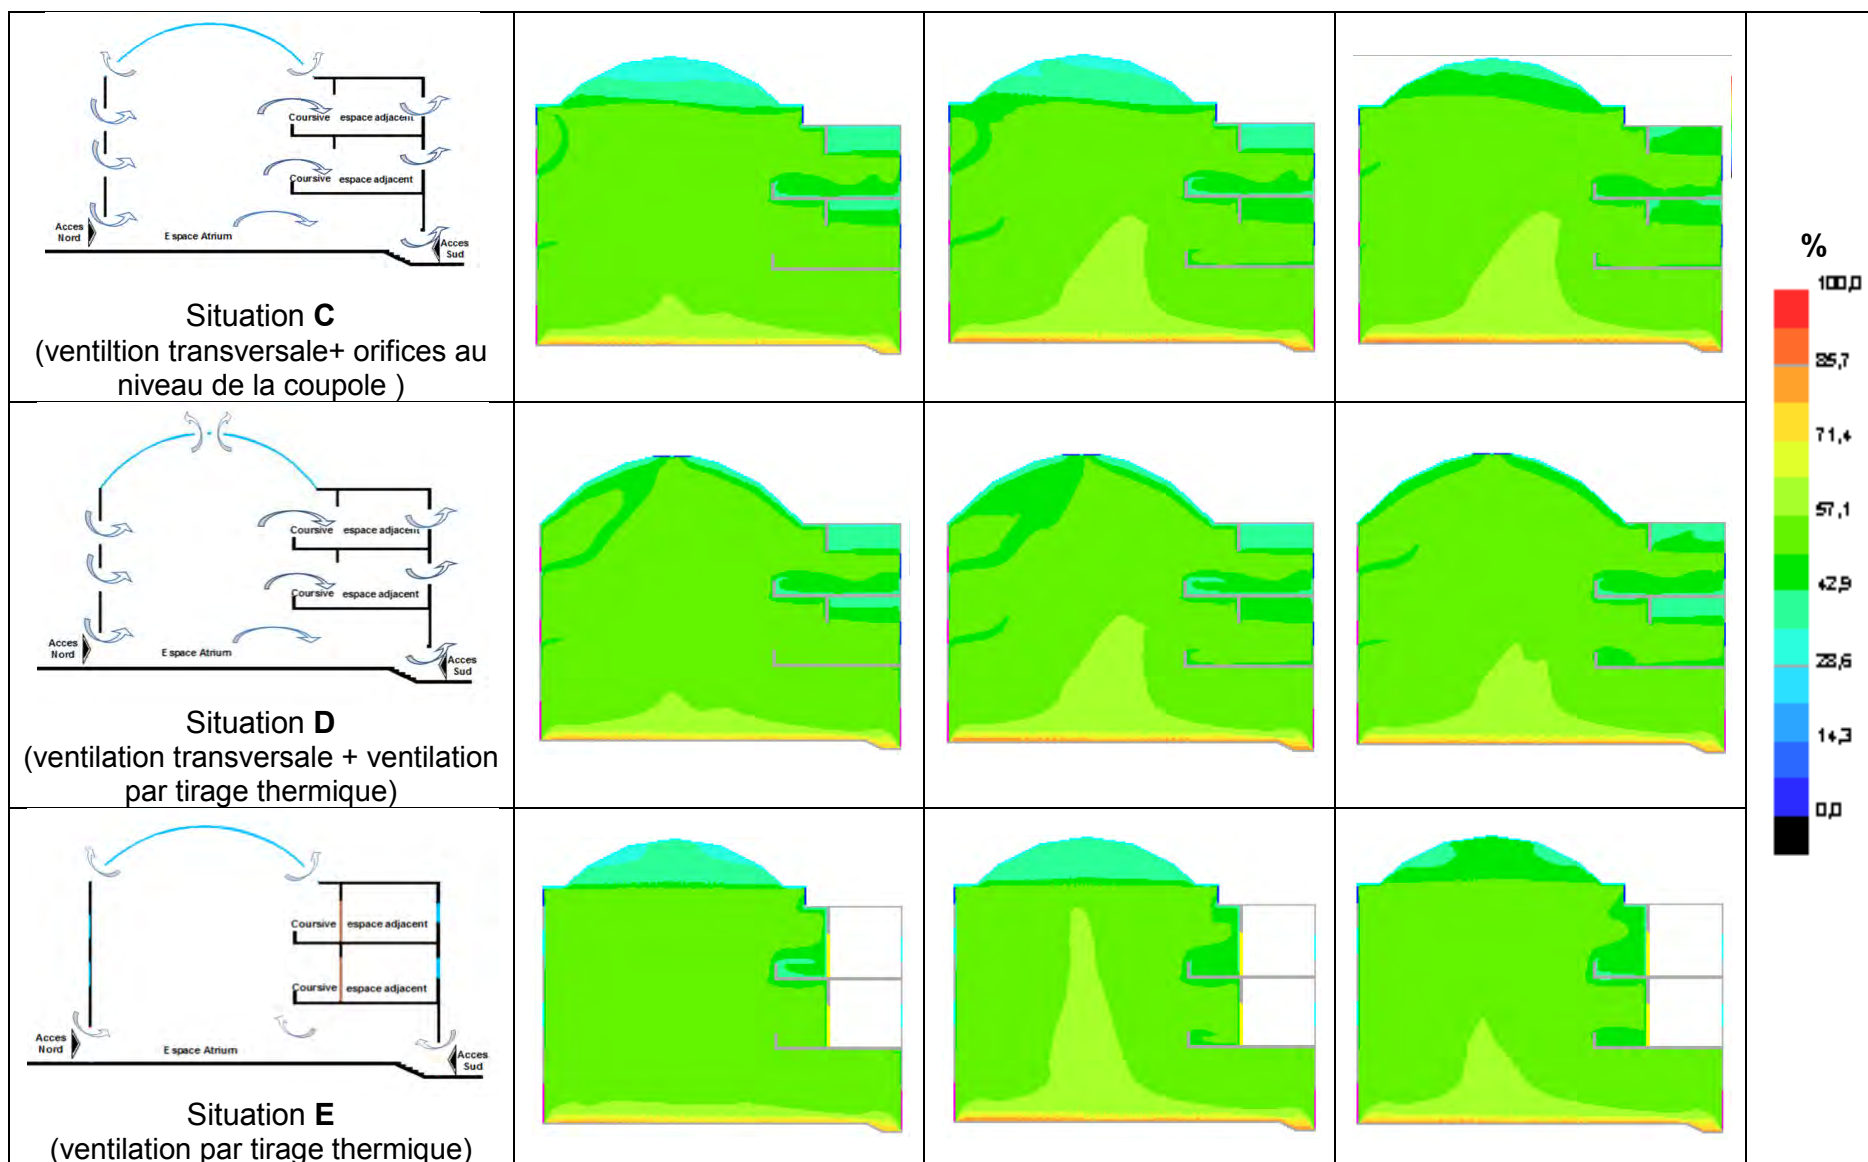 Coursive espace adjacent
Coursive espace adjacent
Acces
Nord
Espace Atrium
Acces
Sud
Situation C
(ventiltion transversale+ orifices au
niveau de la coupole )
Coursive espace adjacent
Coursive espace adjacent
Acces
Nord
Espace Atrium
Acces
Sud
Situation D
(ventilation transversale + ventilation
par tirage thermique)
Coursive espace adjacent
Coursive espace adjacent
Acces
Nord
Espace Atrium
Acces
Sud
Situation E
(ventilation par tirage thermique)
%
100,0
85,7
71,4
57,1
42,9
28,6
14,3
0,0